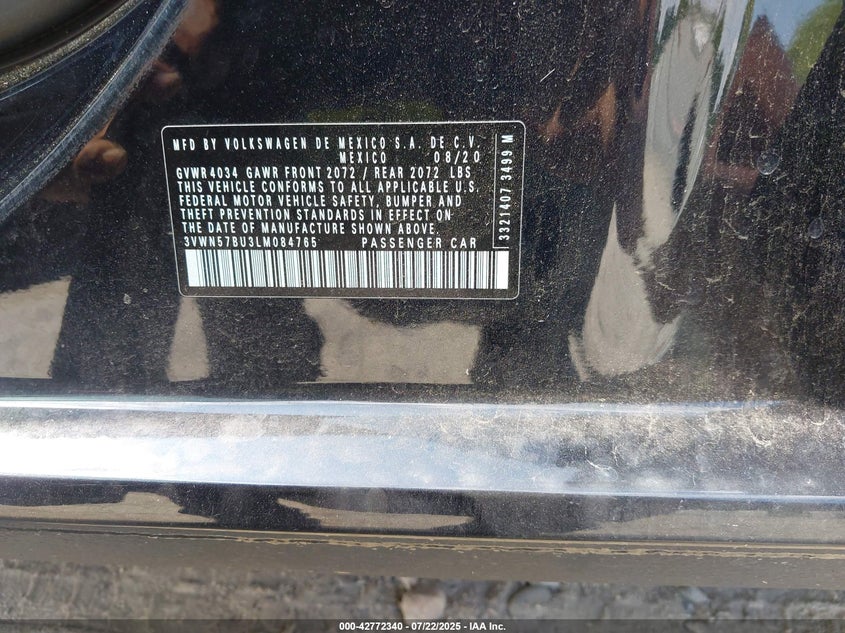 MFD BY VOLKSWAGEN DE MEXICO S.A. DE C.V.
MEXICO 08/20
GVWR 4034 GAWR FRONT 2072 / REAR 2072 LBS
THIS VEHICLE CONFORMS TO ALL APPLICABLE U.S.
FEDERAL MOTOR VEHICLE SAFETY, BUMPER AND
THEFT PREVENTION STANDARDS IN EFFECT ON
THE DATE OF MANUFACTURE SHOWN ABOVE.
3VWN57BU3LM084765 PASSENGER CAR
3321407 3499 M
000-42772340 - 07/22/2025 - IAA Inc.